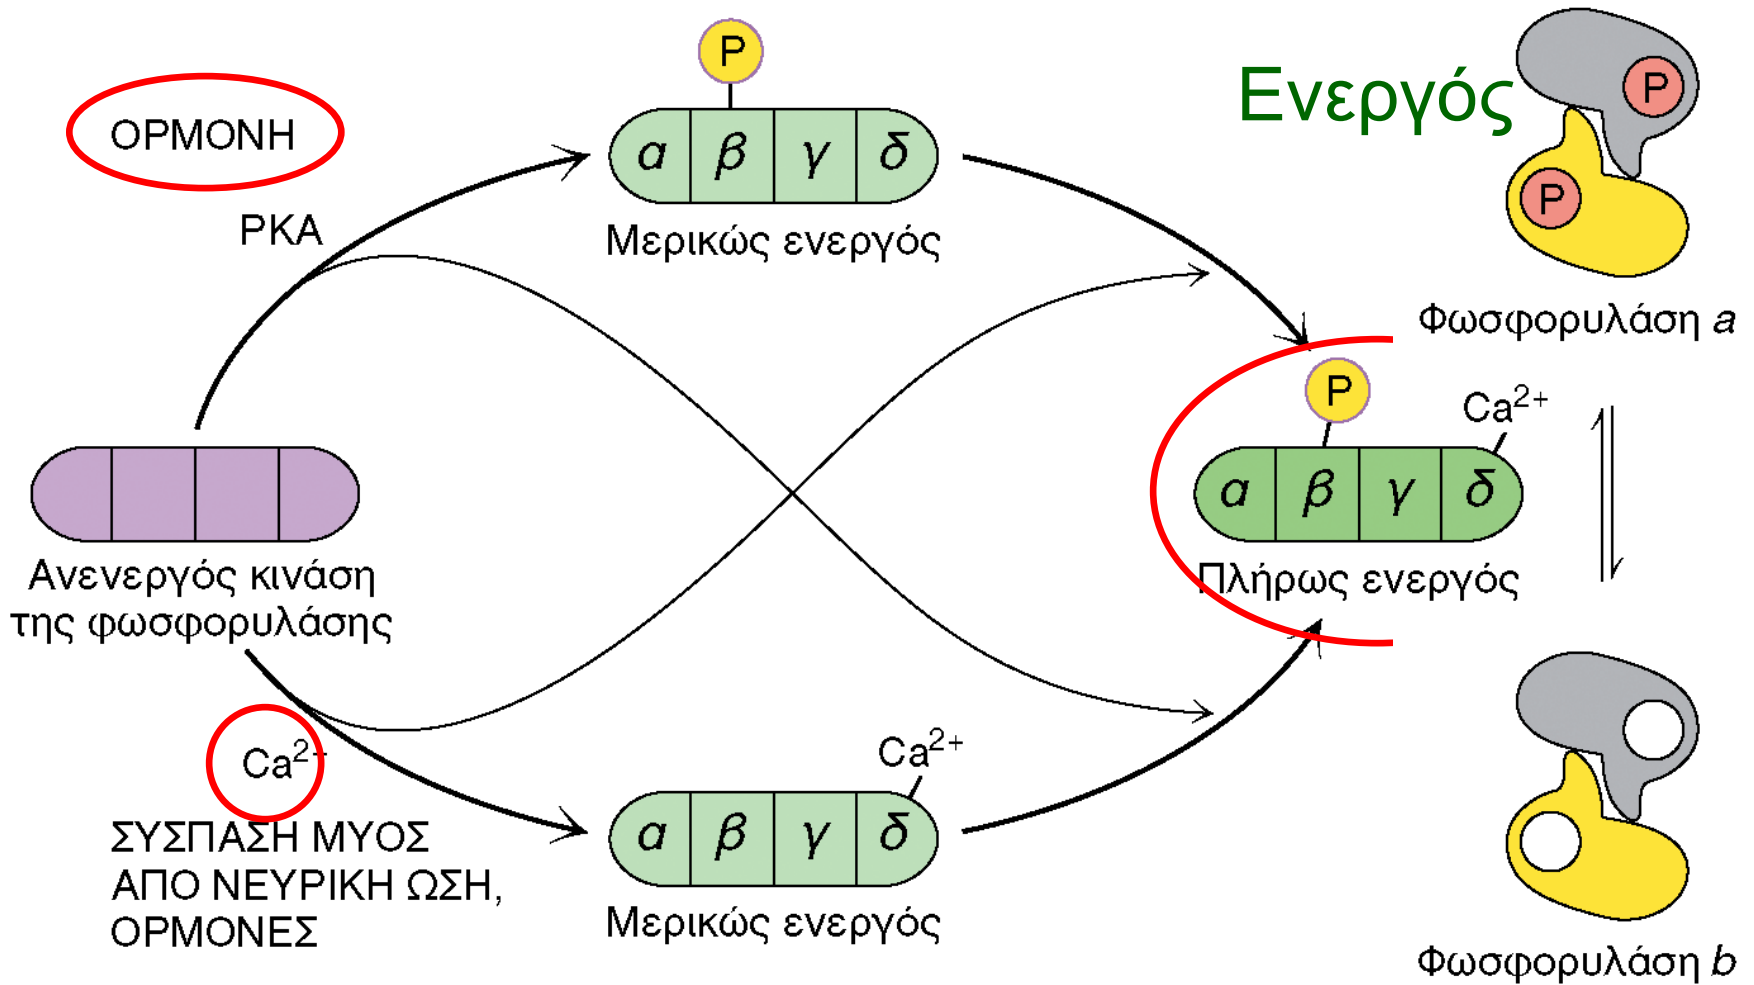 P
ΟΡΜΟΝΗ
PKA
α β γ δ
Μερικώς ενεργός
Ενεργός
P
P
Φωσφορυλάση a
Ανενεργός κινάση
της φωσφορυλάσης
P
Ca2+
α β γ δ
Πλήρως ενεργός
Ca2+
ΣΥΣΠΑΣΗ ΜΥΟΣ
ΑΠΟ ΝΕΥΡΙΚΗ ΩΣΗ,
ΟΡΜΟΝΕΣ
Ca2+
α β γ δ
Μερικώς ενεργός
Φωσφορυλάση b